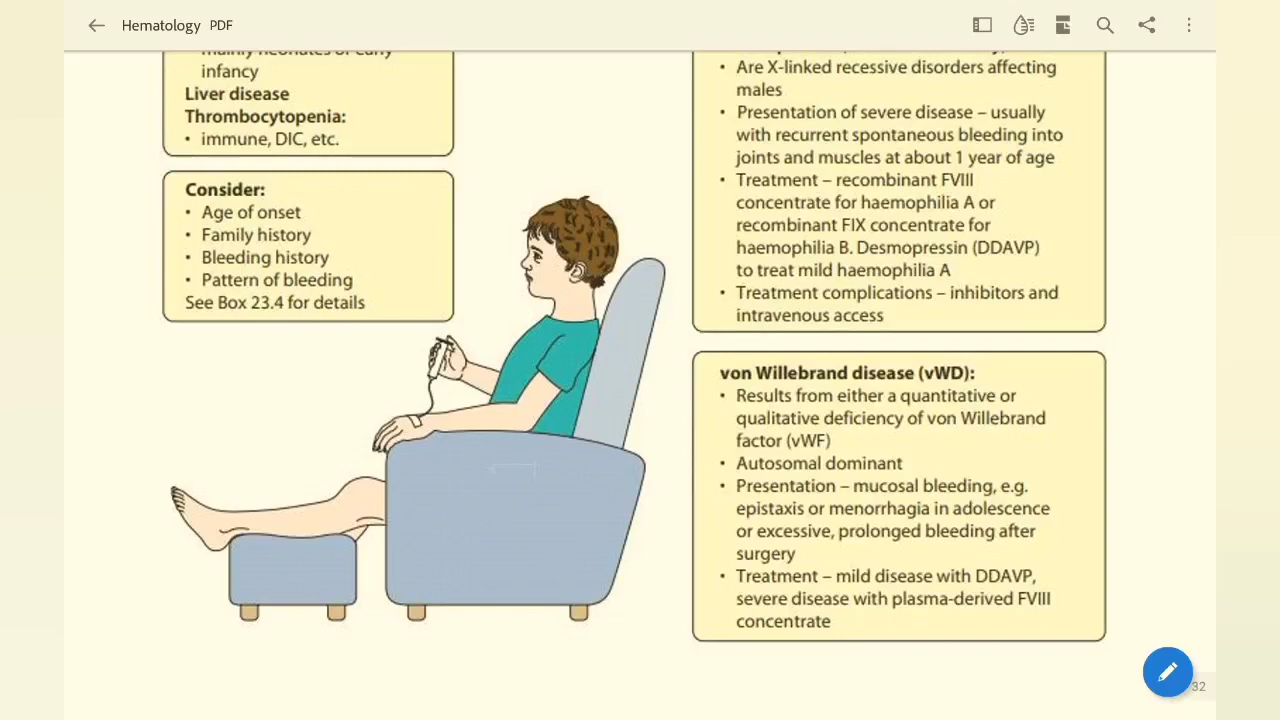 Hematology PDF
infancy
Liver disease
Thrombocytopenia:
• immune, DIC, etc.
Consider:
• Age of onset
• Family history
• Bleeding history
• Pattern of bleeding
See Box 23.4 for details
• Are X-linked recessive disorders affecting
males
• Presentation of severe disease – usually
with recurrent spontaneous bleeding into
joints and muscles at about 1 year of age
• Treatment – recombinant FVIII
concentrate for haemophilia A or
recombinant FIX concentrate for
haemophilia B. Desmopressin (DDAVP)
to treat mild haemophilia A
• Treatment complications – inhibitors and
intravenous access
von Willebrand disease (vWD):
• Results from either a quantitative or
qualitative deficiency of von Willebrand
factor (vWF)
• Autosomal dominant
• Presentation – mucosal bleeding, e.g.
epistaxis or menorrhagia in adolescence
or excessive, prolonged bleeding after
surgery
• Treatment – mild disease with DDAVP,
severe disease with plasma-derived FVIII
concentrate
32